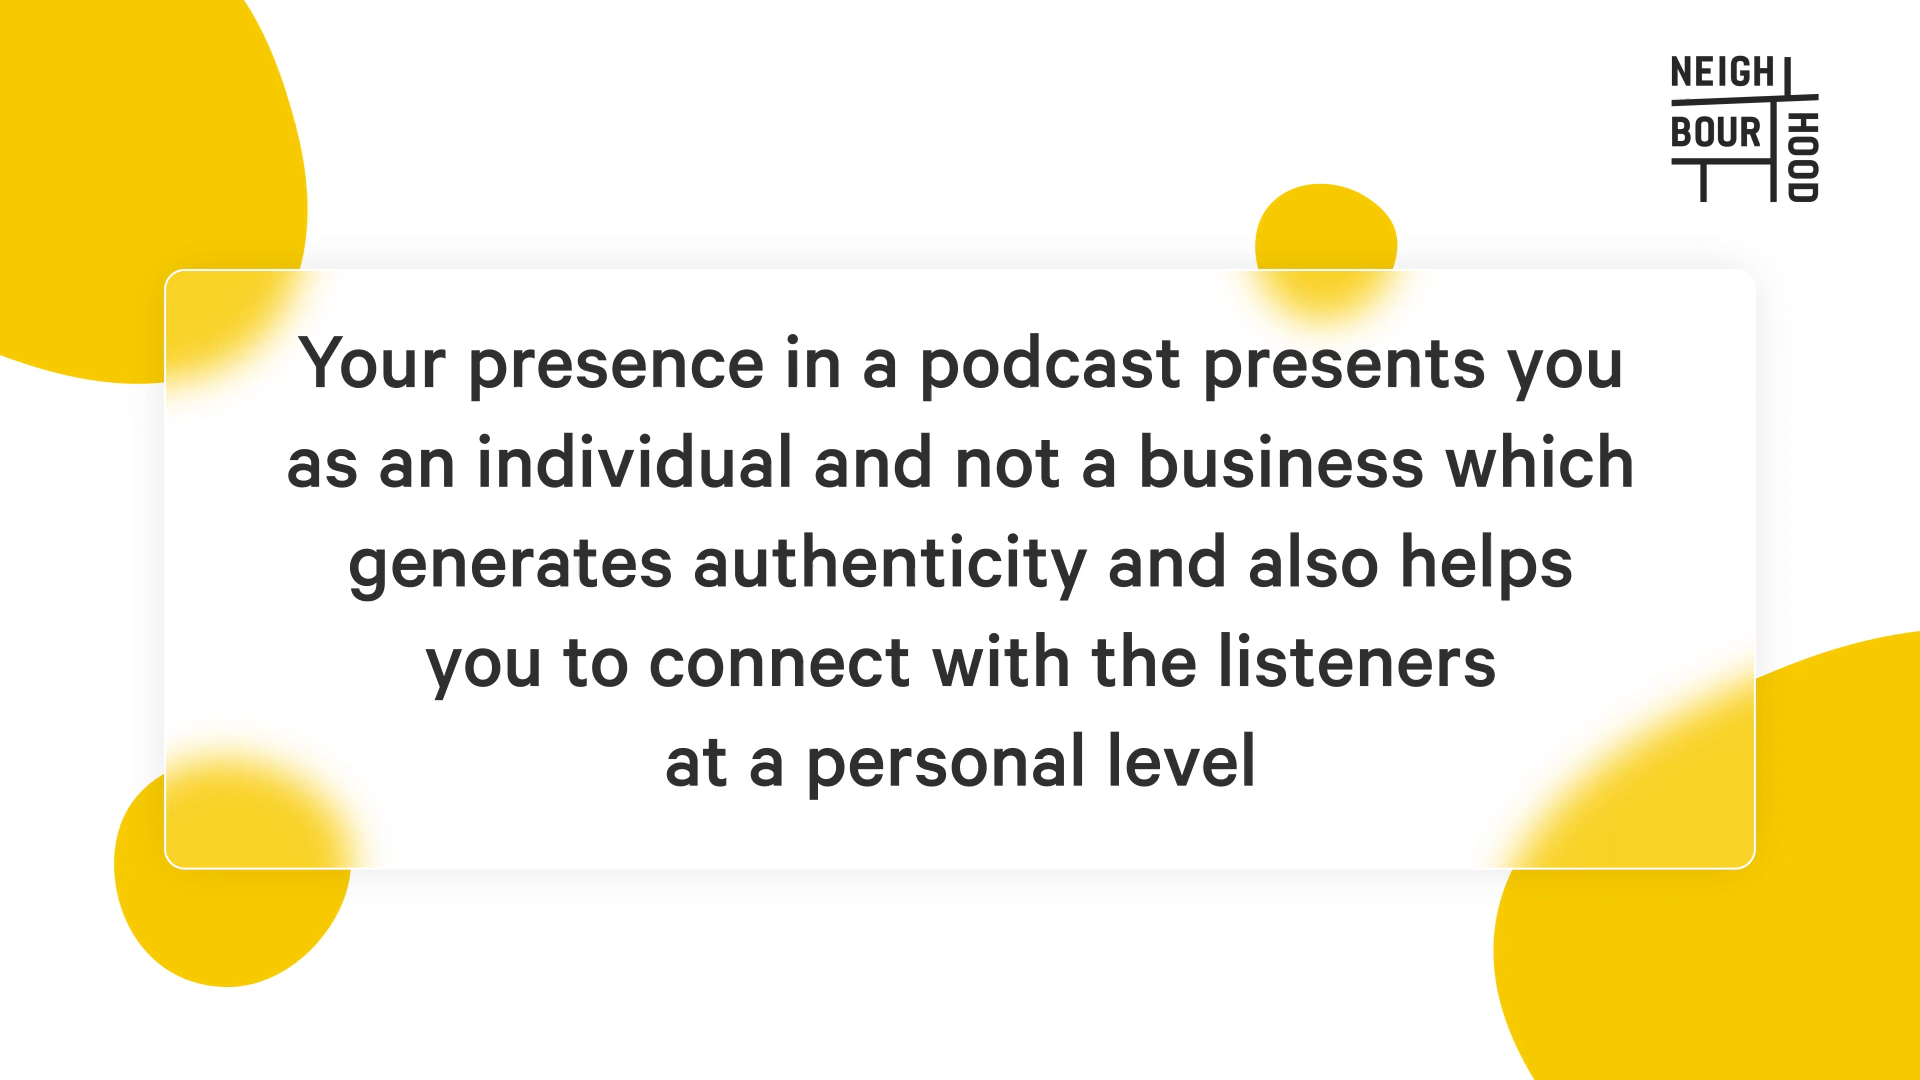 NEIGH
BOUR
HOOD
Your presence in a podcast presents you
as an individual and not a business which
generates authenticity and also helps
you to connect with the listeners
at a personal level